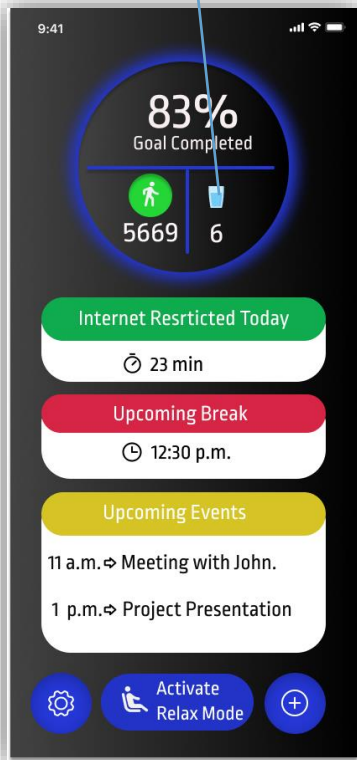 9:41
83%
Goal Completed
5669 6
Internet Resrticted Today
23 min
Upcoming Break
12:30 p.m.
Upcoming Events
11 a.m.⇨ Meeting with John.
1 p.m.⇨ Project Presentation
Activate
Relax Mode